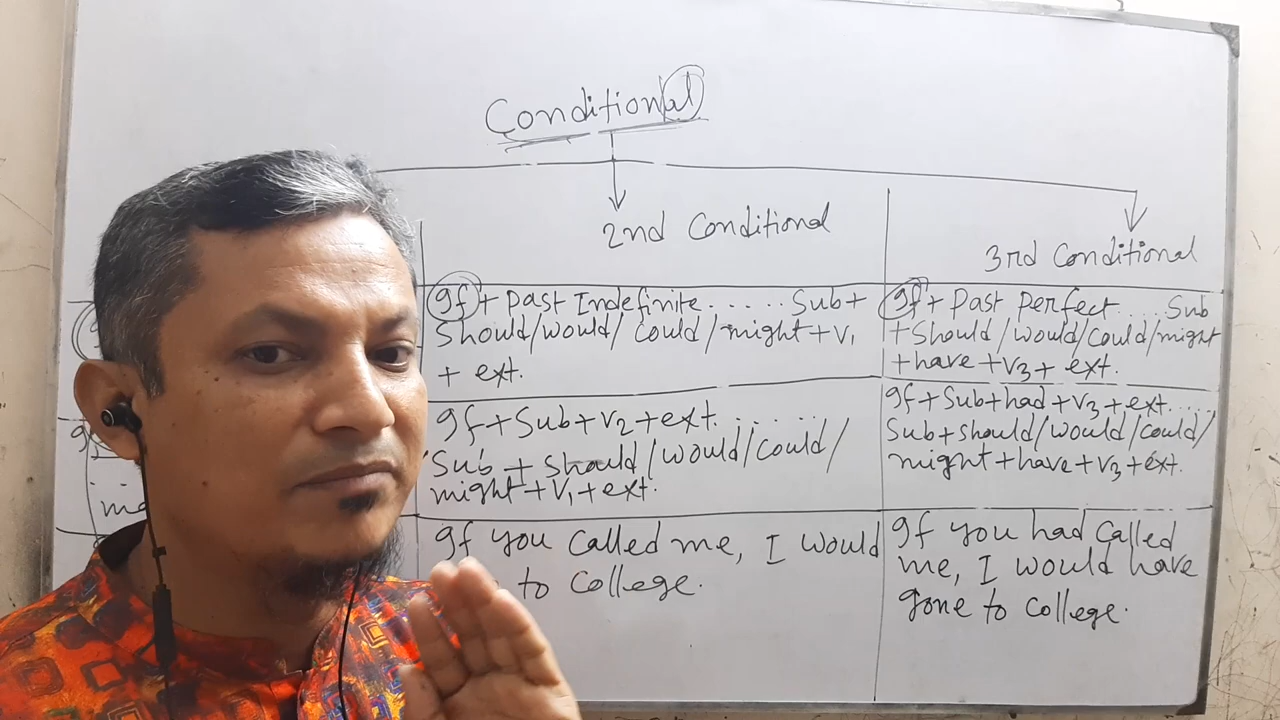 Conditional
2nd Conditional
If + Past Indefinite...... Sub +
Should/would/ could/might + V1
+ ext.
If + Sub + V2 + ext.......
Sub + should/would/could/
might + V1 + ext.
If you called me, I would
to College.
3rd Conditional
If + Past perfect....Sub
+ Should/would/could/might
+ have + V3 + ext.
If + Sub + had + V3 + ext.....
Sub + should/would/could/
might + have + V3 + ext.
If you had called
me, I would have
gone to College.